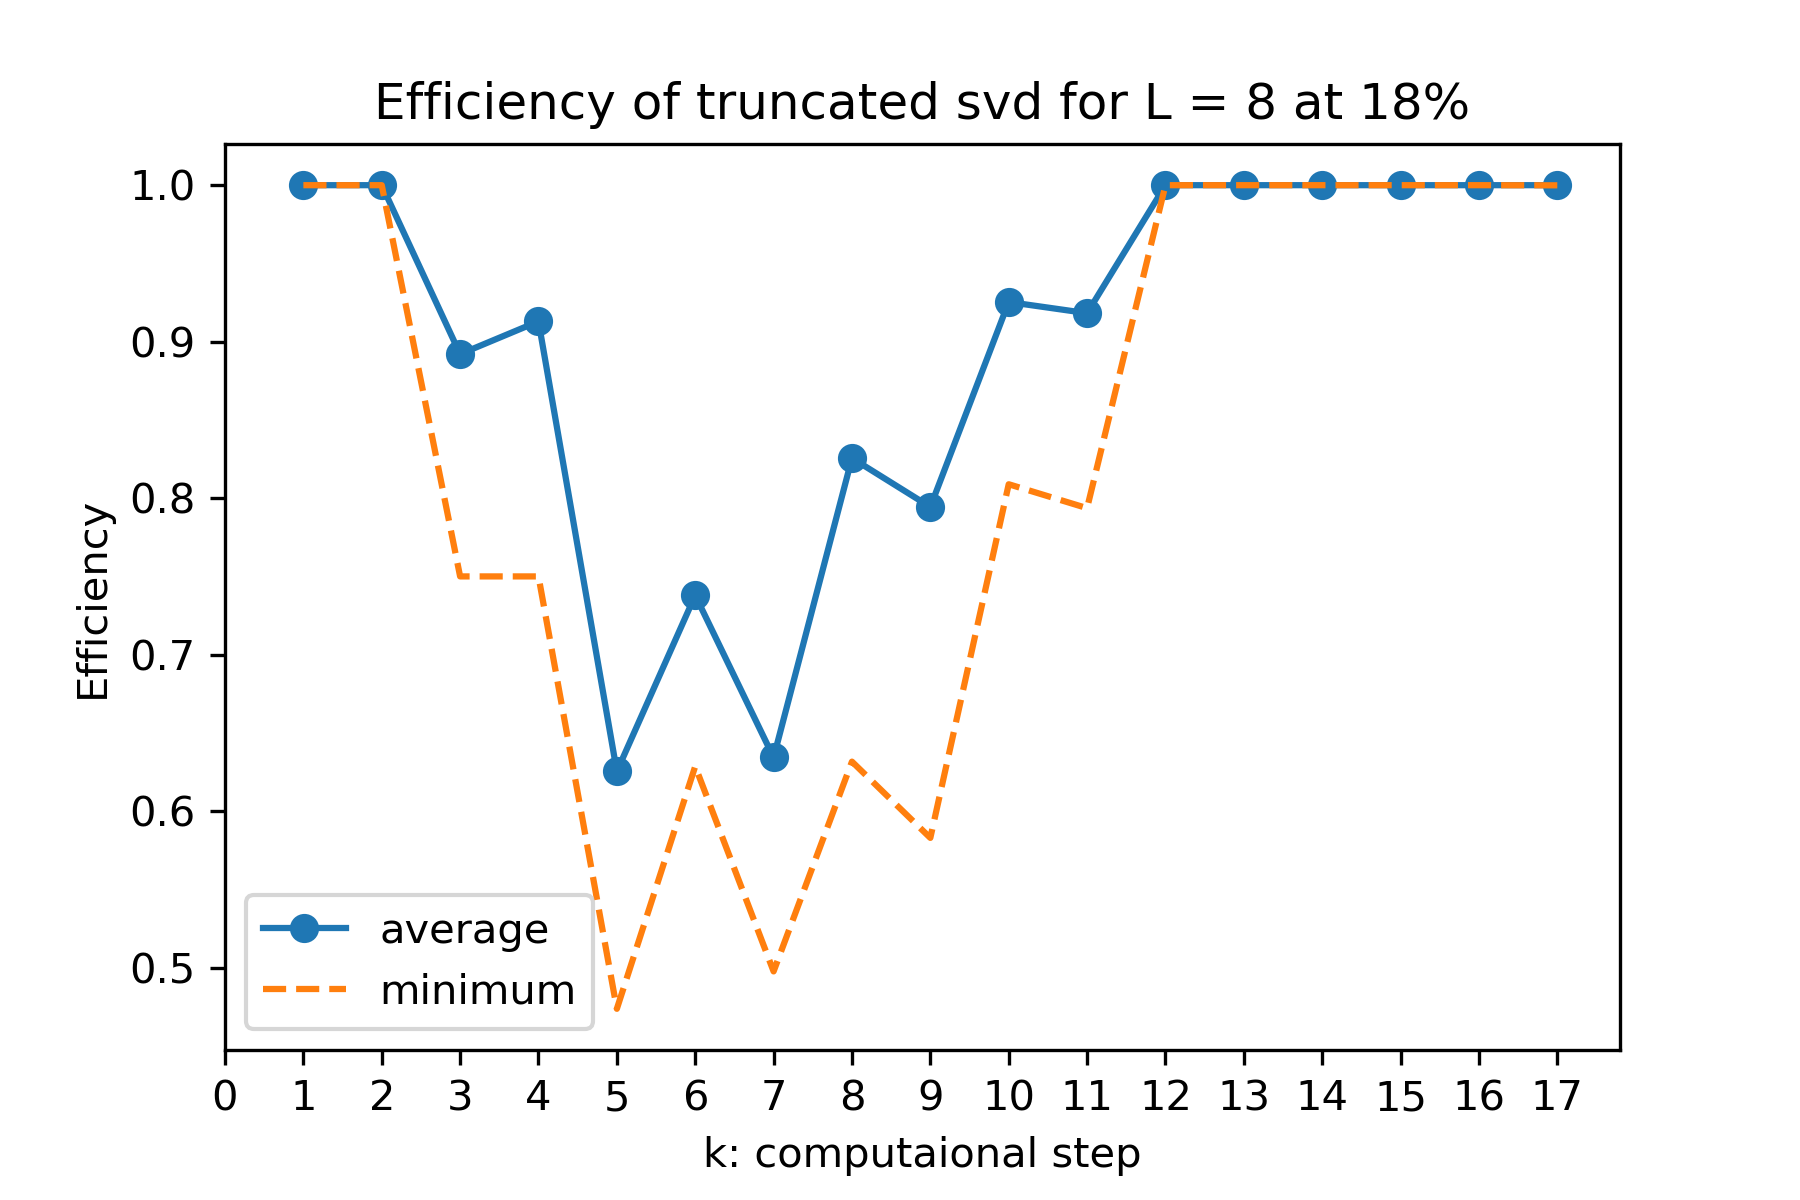 Efficiency of truncated svd for L = 8 at 18%
1.0
0.9
0.8
0.7
0.6
0.5
Efficiency
average
minimum
0 1 2 3 4 5 6 7 8 9 10 11 12 13 14 15 16 17
k: computaional step